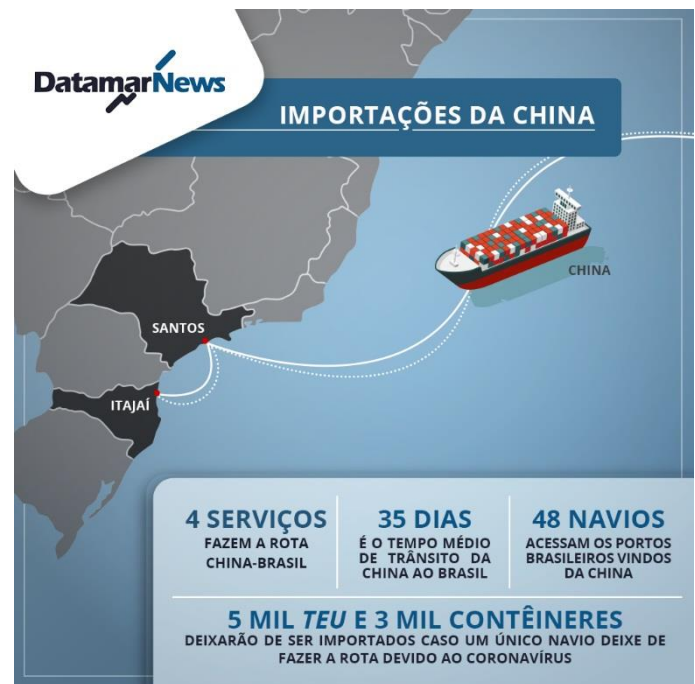 DatamarNews
IMPORTAÇÕES DA CHINA
CHINA
SANTOS
ITAJAÍ
4 SERVIÇOS
FAZEM A ROTA
CHINA-BRASIL
35 DIAS
É O TEMPO MÉDIO
DE TRÂNSITO DA
CHINA AO BRASIL
48 NAVIOS
ACESSAM OS PORTOS
BRASILEIROS VINDOS
DA CHINA
5 MIL TEU E 3 MIL CONTÊINERES
DEIXARÃO DE SER IMPORTADOS CASO UM ÚNICO NAVIO DEIXE DE
FAZER A ROTA DEVIDO AO CORONAVÍRUS